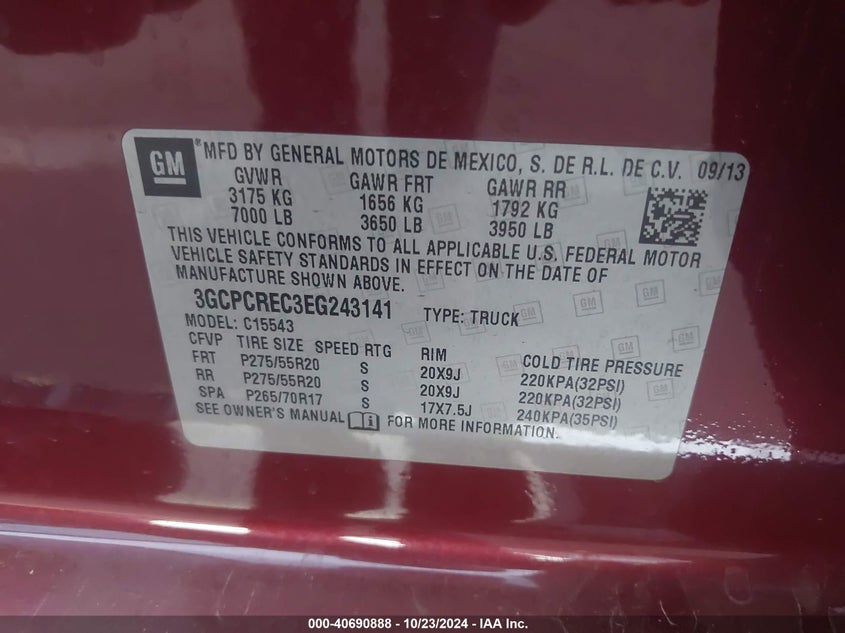 GM ® MFD BY GENERAL MOTORS DE MEXICO, S. DE R.L. DE C.V. 09/13
GVWR GAWR FRT GAWR RR
3175 KG 1656 KG 1792 KG
7000 LB 3650 LB 3950 LB
THIS VEHICLE CONFORMS TO ALL APPLICABLE U.S. FEDERAL MOTOR
VEHICLE SAFETY STANDARDS IN EFFECT ON THE DATE OF
MANUFACTURE SHOWN ABOVE.
3GCPCREC3EG243141 TYPE: TRUCK
MODEL: C15543
CFVP TIRE SIZE SPEED RTG RIM COLD TIRE PRESSURE
FRT P275/55R20 S 20X9J 220KPA(32PSI)
RR P275/55R20 S 20X9J 220KPA(32PSI)
SPA P265/70R17 S 17X7.5J 240KPA(35PSI)
SEE OWNER'S MANUAL FOR MORE INFORMATION.
000-40690888 - 10/23/2024 - IAA Inc.